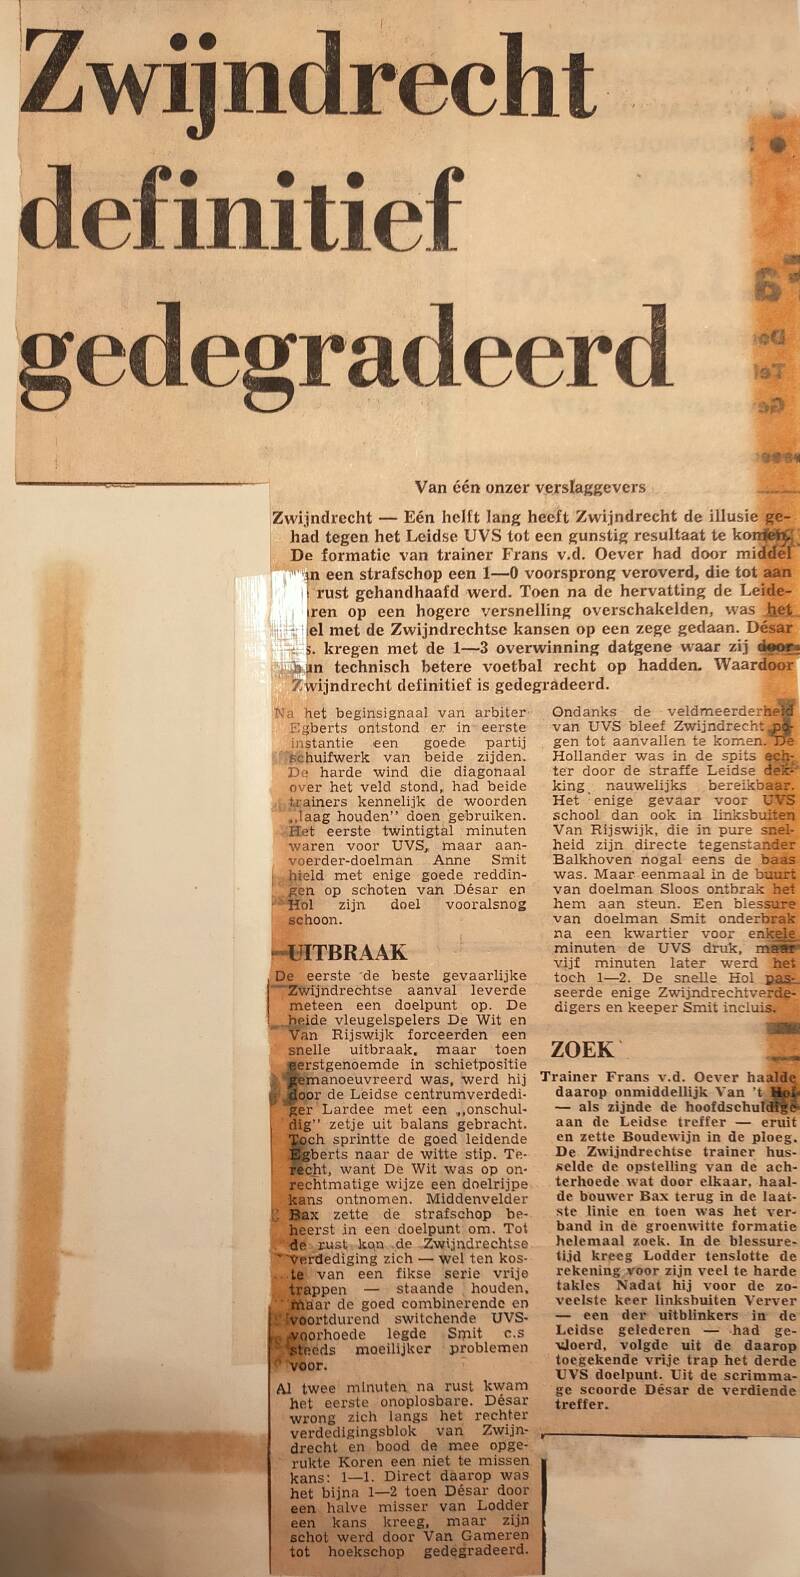 Zwijndrecht
definitief
gedegradeerd
Van één onzer verslaggevers
Zwijndrecht — Eén helft lang heeft Zwijndrecht de illusie ge-
had tegen het Leidse UVS tot een gunstig resultaat te komen.
De formatie van trainer Frans v.d. Oever had door middel
een strafschop een 1—0 voorsprong veroverd, die tot aan
rust gehandhaafd werd. Toen na de hervatting de Leide-
ren op een hogere versnelling overschakelden, was het
el met de Zwijndrechtse kansen op een zege gedaan. Désar
s. kregen met de 1—3 overwinning datgene waar zij door
hun technisch betere voetbal recht op hadden. Waardoor
Zwijndrecht definitief is gedegradeerd.
Na het beginsignaal van arbiter
Egberts ontstond er in eerste
instantie een goede partij
schuifwerk van beide zijden.
De harde wind die diagonaal
over het veld stond, had beide
trainers kennelijk de woorden
„laag houden” doen gebruiken.
Het eerste twintigtal minuten
waren voor UVS, maar aan-
voerder-doelman Anne Smit
hield met enige goede reddin-
gen op schoten van Désar en
Hol zijn doel vooralsnog
schoon.
UITBRAAK
De eerste de beste gevaarlijke
Zwijndrechtse aanval leverde
meteen een doelpunt op. De
beide vleugelspelers De Wit en
Van Rijswijk forceerden een
snelle uitbraak, maar toen
eerstgenoemde in schietpositie
gemanoeuvreerd was, werd hij
door de Leidse centrumverdedi-
ger Lardee met een „onschul-
dig” zetje uit balans gebracht.
Toch sprintte de goed leidende
Egberts naar de witte stip. Te-
recht, want De Wit was op on-
rechtmatige wijze een doelrijpe
kans ontnomen. Middenvelder
Bax zette de strafschop be-
heerst in een doelpunt om. Tot
de rust kon de Zwijndrechtse
verdediging zich — wel ten kos-
te van een fikse serie vrije
trappen — staande houden,
maar de goed combinerende en
voortdurend switchende UVS-
voorhoede legde Smit c.s
steeds moeilijker problemen
voor.
Al twee minuten na rust kwam
het eerste onoplosbare. Désar
wrong zich langs het rechter
verdedigingsblok van Zwijn-
drecht en bood de mee opge-
rukte Koren een niet te missen
kans: 1—1. Direct daarop was
het bijna 1—2 toen Désar door
een halve misser van Lodder
een kans kreeg, maar zijn
schot werd door Van Gameren
tot hoekschop gedegradeerd.
Ondanks de veldmeerderheid
van UVS bleef Zwijndrecht po-
gen tot aanvallen te komen. De
Hollander was in de spits ech-
ter door de straffe Leidse dek-
king nauwelijks bereikbaar.
Het enige gevaar voor UVS
school dan ook in linksbuiten
Van Rijswijk, die in pure snel-
heid zijn directe tegenstander
Balkhoven nogal eens de baas
was. Maar eenmaal in de buurt
van doelman Sloos ontbrak het
hem aan steun. Een blessure
van doelman Smit onderbrak
na een kwartier voor enkele
minuten de UVS druk, maar
vijf minuten later werd het
toch 1—2. De snelle Hol pas-
seerde enige Zwijndrechtverde-
digers en keeper Smit incluis.
ZOEK
Trainer Frans v.d. Oever haalde
daarop onmiddellijk Van 't Hof
— als zijnde de hoofdschuldige
aan de Leidse treffer — eruit
en zette Boudewijn in de ploeg.
De Zwijndrechtse trainer hus-
selde de opstelling van de ach-
terhoede wat door elkaar, haal-
de bouwer Bax terug in de laat-
ste linie en toen was het ver-
band in de groenwitte formatie
helemaal zoek. In de blessure-
tijd kreeg Lodder tenslotte de
rekening voor zijn veel te harde
takles Nadat hij voor de zo-
veelste keer linksbuiten Verver
— een der uitblinkers in de
Leidse gelederen — had ge-
vloerd, volgde uit de daarop
toegekende vrije trap het derde
UVS doelpunt. Uit de scrimma-
ge scoorde Désar de verdiende
treffer.